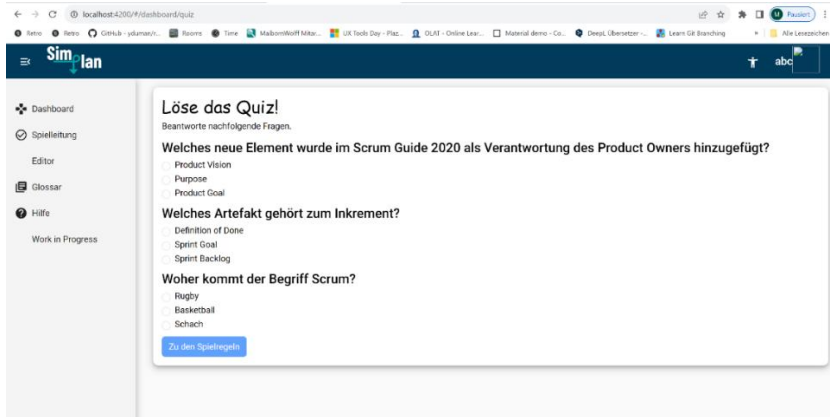 localhost:4200/#/dashboard/quiz
Pausiert
Retro
Retro
GitHub - yduman/r...
Rooms
Time
MaibornWolff Mitar...
UX Tools Day - Plaz...
OLAT - Online Lear...
Material demo - Co...
DeepL Übersetzer -...
Learn Git Branching
»
Alle Lesezeichen
Simplan
abc
Dashboard
Spielleitung
Editor
Glossar
Hilfe
Work in Progress
Löse das Quiz!
Beantworte nachfolgende Fragen.
Welches neue Element wurde im Scrum Guide 2020 als Verantwortung des Product Owners hinzugefügt?
Product Vision
Purpose
Product Goal
Welches Artefakt gehört zum Inkrement?
Definition of Done
Sprint Goal
Sprint Backlog
Woher kommt der Begriff Scrum?
Rugby
Basketball
Schach
Zu den Spielregeln